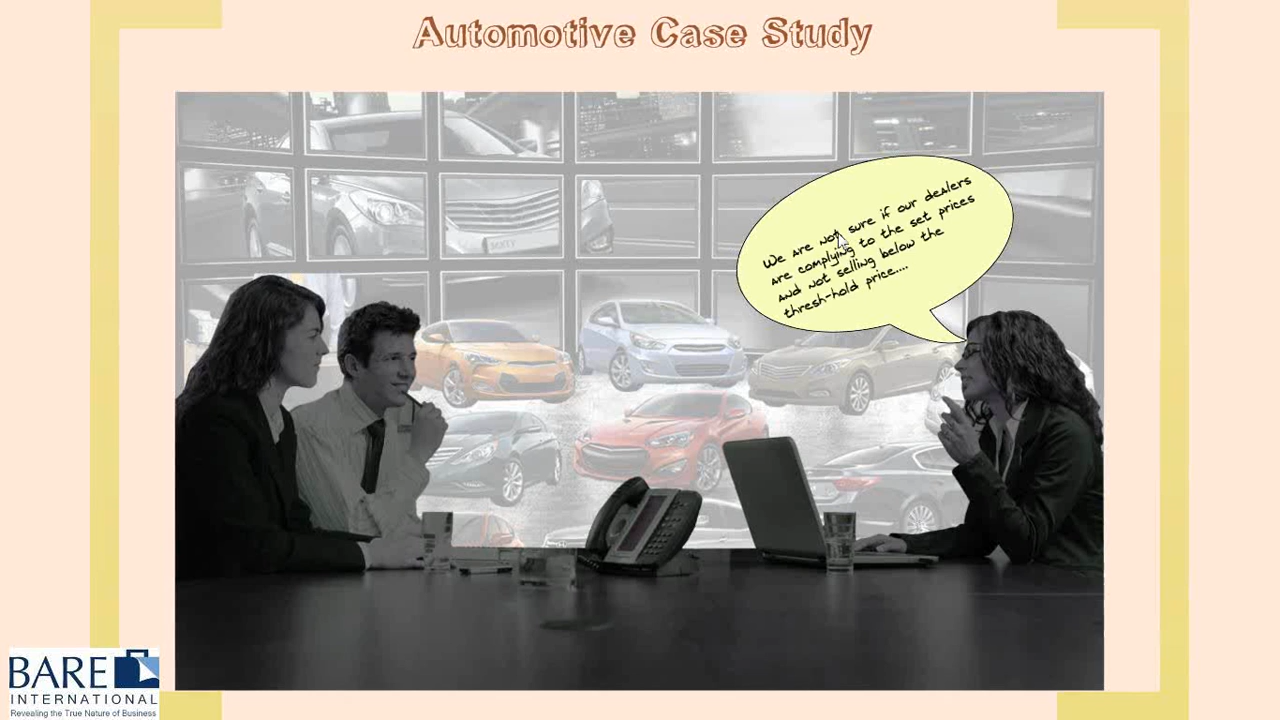 Automotive Case Study
We are not sure if our dealers
are complying to the set prices
and not selling below the
thresh-hold price....
BARE
INTERNATIONAL
Revealing the True Nature of Business